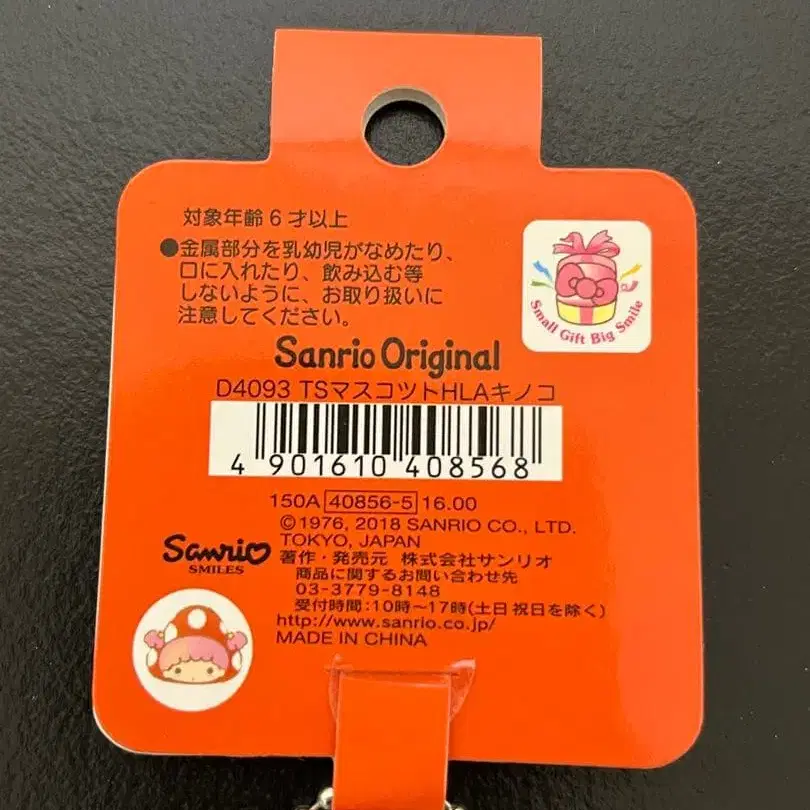 対象年齢6才以上
●金属部分を乳幼児がなめたり、
口に入れたり、飲み込む等
しないように、お取り扱いに
注意してください。
Small Gift Big Smile
Sanrio Original
D4093 TSマスコツトHLAキノコ
4 901610 408568
150A 40856-5 16.00
©1976, 2018 SANRIO CO., LTD.
TOKYO, JAPAN
Sanrio
SMILES
著作・発売元 株式会社サンリオ
商品に関するお問い合わせ先
03-3779-8148
受付時間:10時〜17時(土日祝日を除く)
http://www.sanrio.co.jp/
MADE IN CHINA